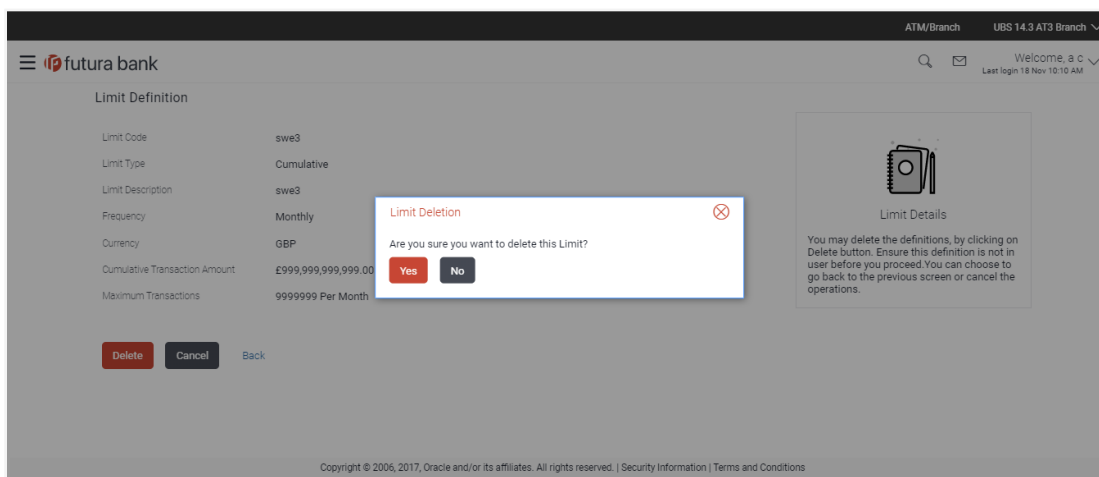 ATM/Branch UBS 14.3 AT3 Branch
futura bank
Welcome, a c
Last login 18 Nov 10:10 AM
Limit Definition
Limit Code swe3
Limit Type Cumulative
Limit Description swe3
Frequency Monthly
Currency GBP
Cumulative Transaction Amount £999,999,999,999.00
Maximum Transactions 9999999 Per Month
Delete Cancel Back
Limit Deletion
Are you sure you want to delete this Limit?
Yes No
Limit Details
You may delete the definitions, by clicking on
Delete button. Ensure this definition is not in
user before you proceed.You can choose to
go back to the previous screen or cancel the
operations.
Copyright © 2006, 2017, Oracle and/or its affiliates. All rights reserved. | Security Information | Terms and Conditions